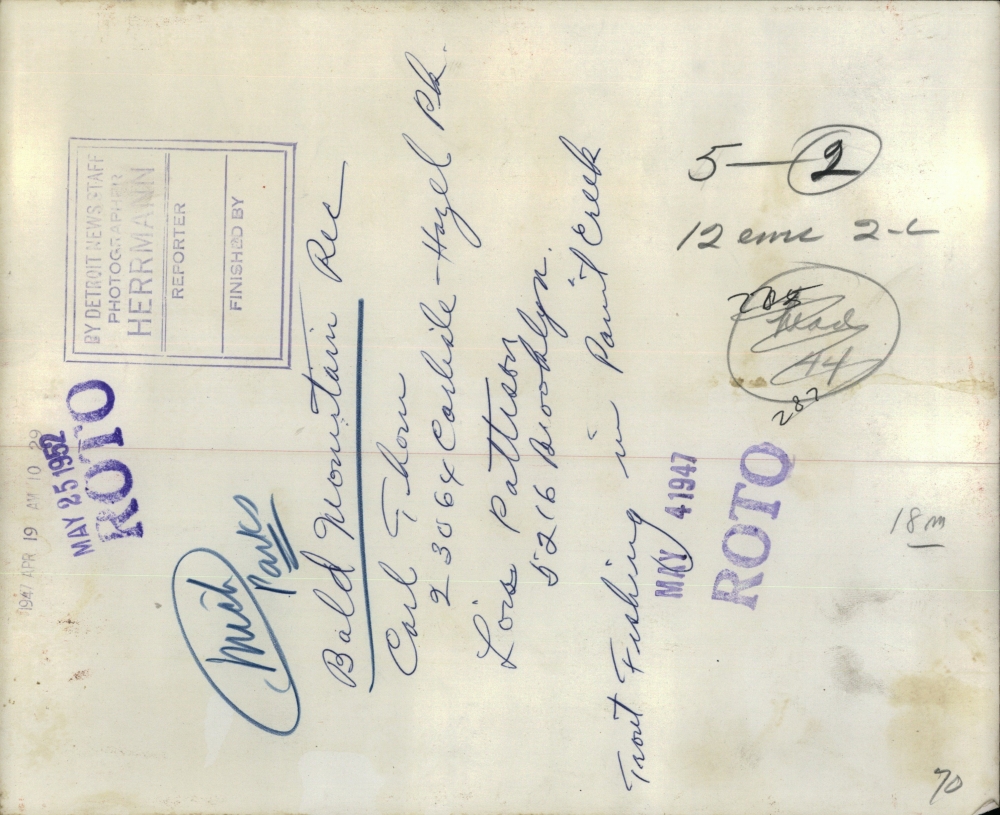 1947 APR 19 AM 10 29
MAY 25 1952
ROTO
BY DETROIT NEWS STAFF
PHOTOGRAPHER
HERRMANN
REPORTER
FINISHED BY
Mich
Parks
Bald Mountain Rec
Carl Thom
23064 Carlisle - Hazel Pk.
Lois Patterson
5216 Brooklyn.
Trout Fishing in Paint Creek
MAY 4 1947
ROTO
5 — 2
12 ems 2-c
205
44
282
18m
70